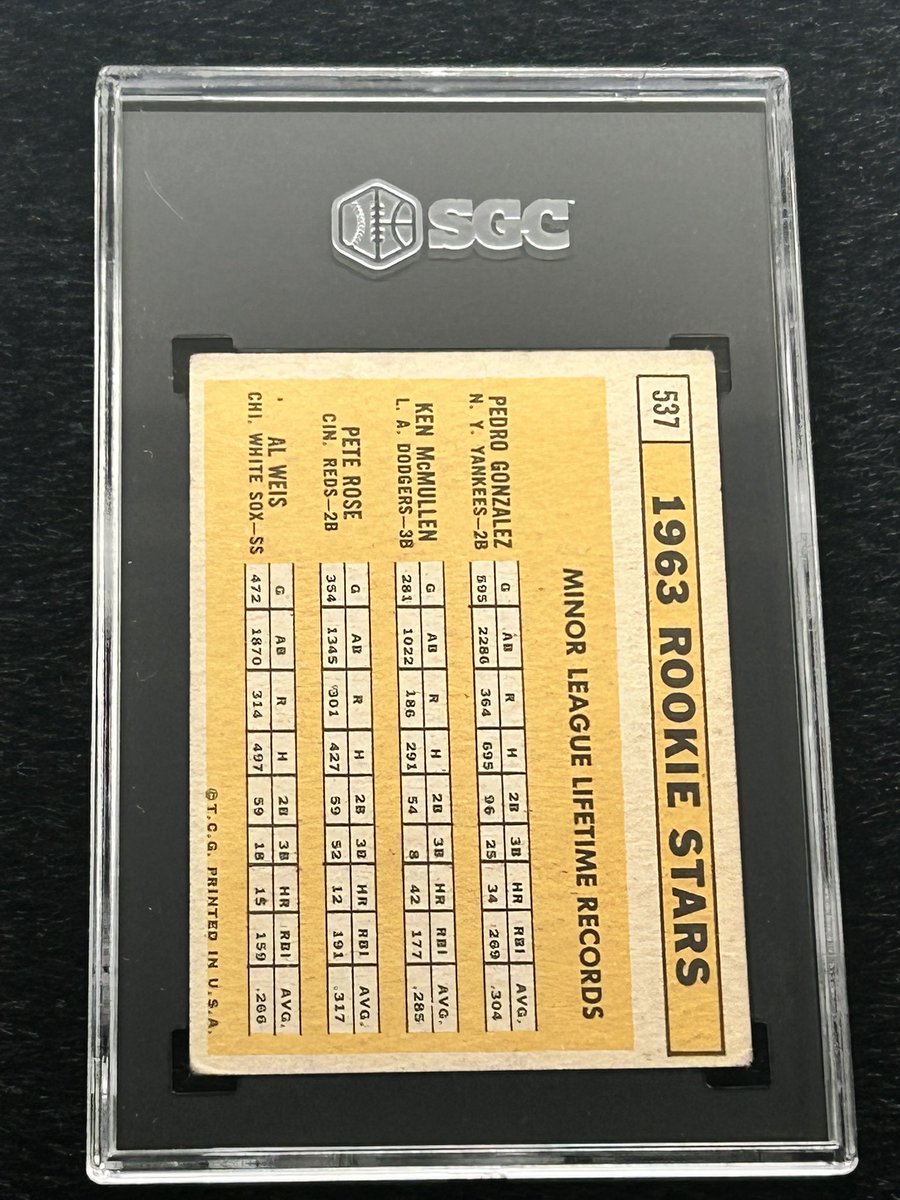 SGC
537 1963 ROOKIE STARS
MINOR LEAGUE LIFETIME RECORDS
PEDRO GONZALEZ G AB R H 2B 3B HR RBI AVG.
N. Y. YANKEES—2B 595 2286 364 695 96 25 34 269 .304
KEN McMULLEN G AB R H 2B 3B HR RBI AVG.
L. A. DODGERS—3B 281 1022 186 291 54 8 42 177 .285
PETE ROSE G AB R H 2B 3B HR RBI AVG.
CIN. REDS—2B 354 1345 301 427 59 52 12 191 .317
AL WEIS G AB R H 2B 3B HR RBI AVG.
CHI. WHITE SOX—SS 472 1870 314 497 59 18 15 159 .266
©T.C.G. PRINTED IN U.S.A.